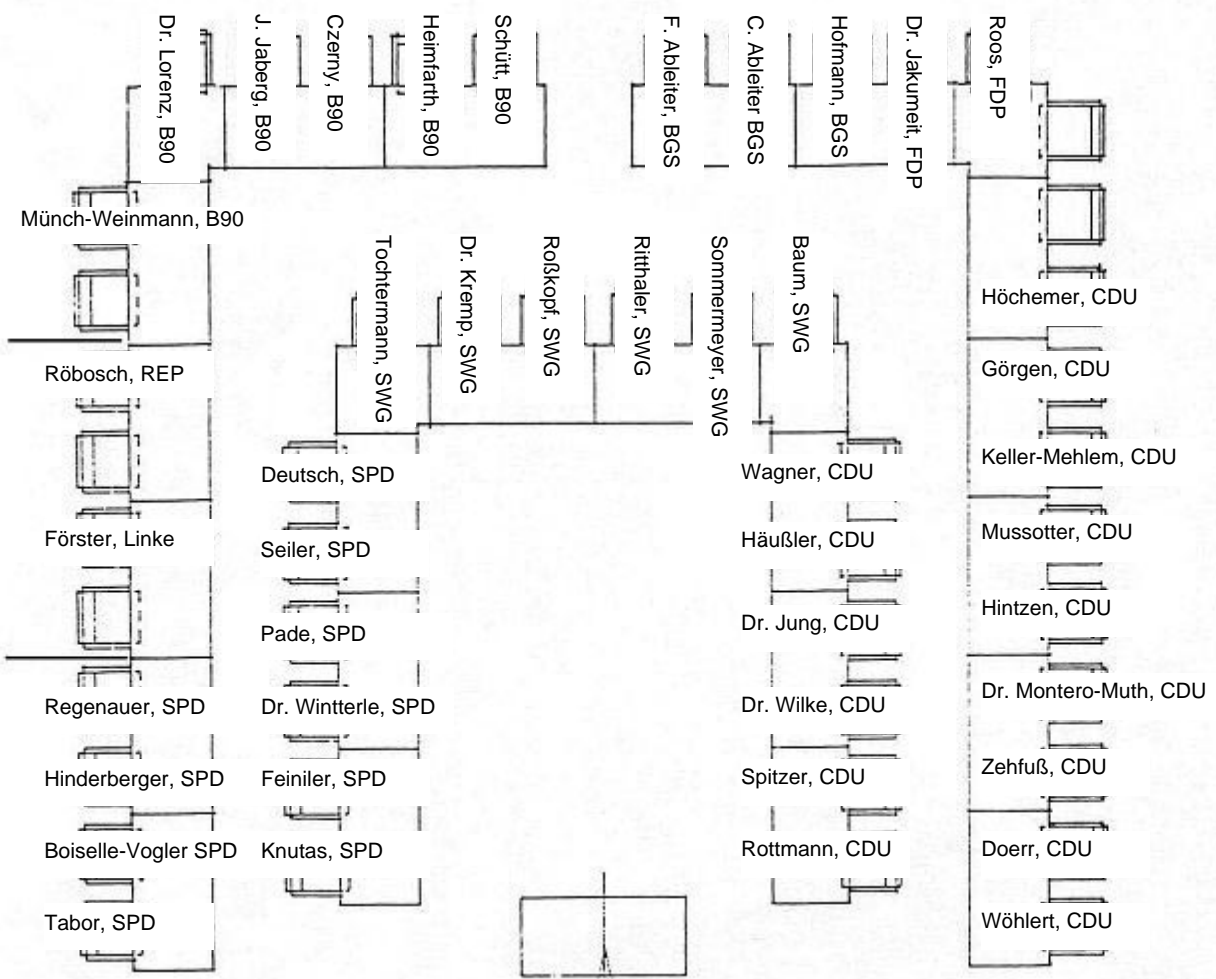 Dr. Lorenz, B90
J. Jaberg, B90
Czerny, B90
Heimfarth, B90
Schütt, B90
F. Ableiter, BGS
C. Ableiter BGS
Hofmann, BGS
Dr. Jakumeit, FDP
Roos, FDP
Münch-Weinmann, B90
Röbosch, REP
Förster, Linke
Regenauer, SPD
Hinderberger, SPD
Boiselle-Vogler SPD
Tabor, SPD
Tochtermann, SWG
Dr. Kremp, SWG
Roßkopf, SWG
Ritthaler, SWG
Sommermeyer, SWG
Baum, SWG
Deutsch, SPD
Seiler, SPD
Pade, SPD
Dr. Wintterle, SPD
Feiniler, SPD
Knutas, SPD
Wagner, CDU
Häußler, CDU
Dr. Jung, CDU
Dr. Wilke, CDU
Spitzer, CDU
Rottmann, CDU
Höchemer, CDU
Görgen, CDU
Keller-Mehlem, CDU
Mussotter, CDU
Hintzen, CDU
Dr. Montero-Muth, CDU
Zehfuß, CDU
Doerr, CDU
Wöhlert, CDU